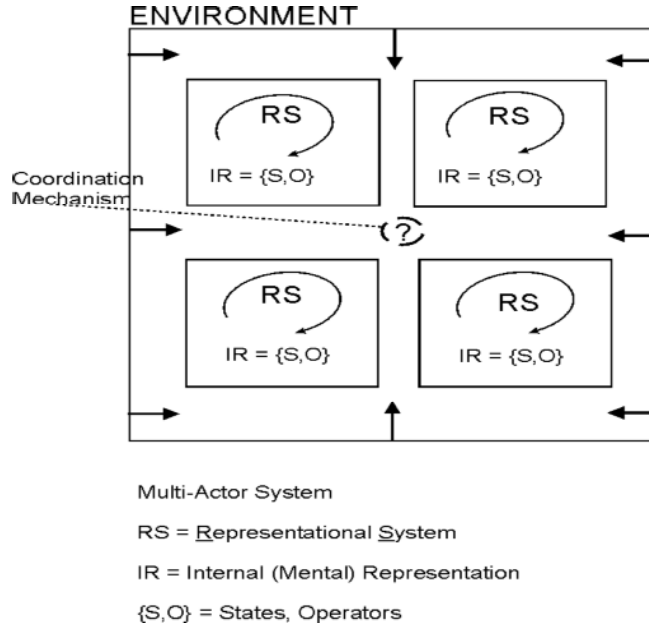 ENVIRONMENT
RS
IR = {S,O}
RS
IR = {S,O}
Coordination
Mechanism
?
RS
IR = {S,O}
RS
IR = {S,O}
Multi-Actor System
RS = Representational System
IR = Internal (Mental) Representation
{S,O} = States, Operators